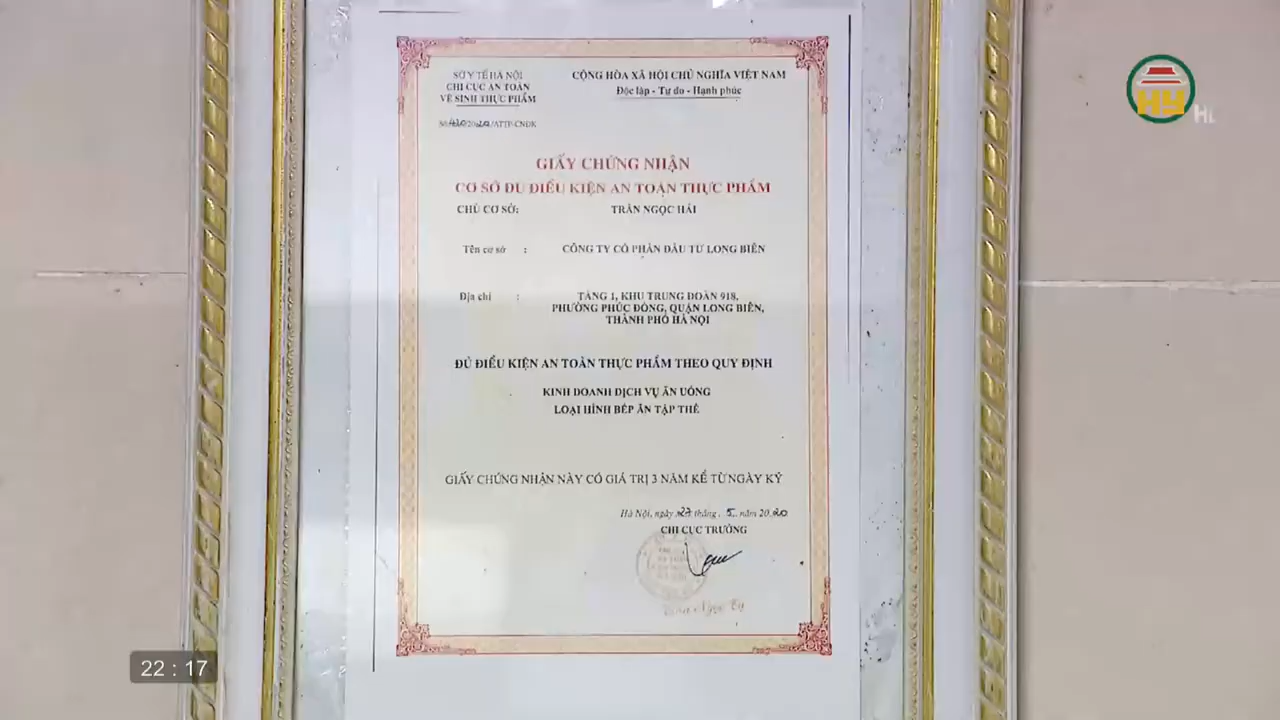 SỞ Y TẾ HÀ NỘI
CHI CỤC AN TOÀN
VỆ SINH THỰC PHẨM
CỘNG HÒA XÃ HỘI CHỦ NGHĨA VIỆT NAM
Độc lập - Tự do - Hạnh phúc
/ATTP-CNĐK
GIẤY CHỨNG NHẬN
CƠ SỞ ĐỦ ĐIỀU KIỆN AN TOÀN THỰC PHẨM
CHỦ CƠ SỞ: TRẦN NGỌC HẢI
Tên cơ sở : CÔNG TY CỔ PHẦN ĐẦU TƯ LONG BIÊN
Địa chỉ : TẦNG 1, KHU TRUNG ĐOÀN 918,
PHƯỜNG PHÚC ĐỒNG, QUẬN LONG BIÊN,
THÀNH PHỐ HÀ NỘI
ĐỦ ĐIỀU KIỆN AN TOÀN THỰC PHẨM THEO QUY ĐỊNH
KINH DOANH DỊCH VỤ ĂN UỐNG
LOẠI HÌNH BẾP ĂN TẬP THỂ
GIẤY CHỨNG NHẬN NÀY CÓ GIÁ TRỊ 3 NĂM KỂ TỪ NGÀY KÝ
Hà Nội, ngày 27 tháng 5 năm 2020
CHI CỤC TRƯỞNG
HY
22 : 17